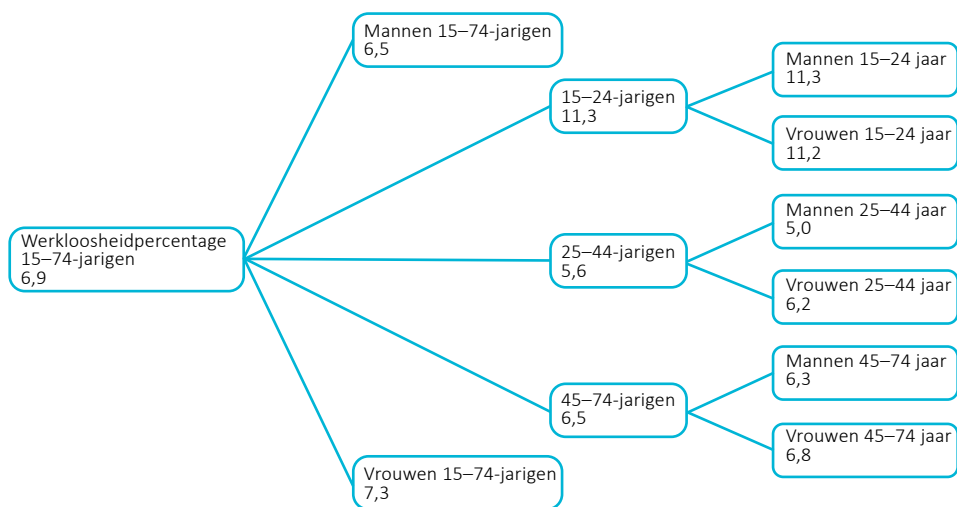 Mannen 15–74-jarigen
6,5
Mannen 15–24 jaar
11,3
15–24-jarigen
11,3
Vrouwen 15–24 jaar
11,2
Mannen 25–44 jaar
5,0
Werkloosheidpercentage
15–74-jarigen
6,9
25–44-jarigen
5,6
Vrouwen 25–44 jaar
6,2
Mannen 45–74 jaar
6,3
45–74-jarigen
6,5
Vrouwen 45–74 jaar
6,8
Vrouwen 15–74-jarigen
7,3